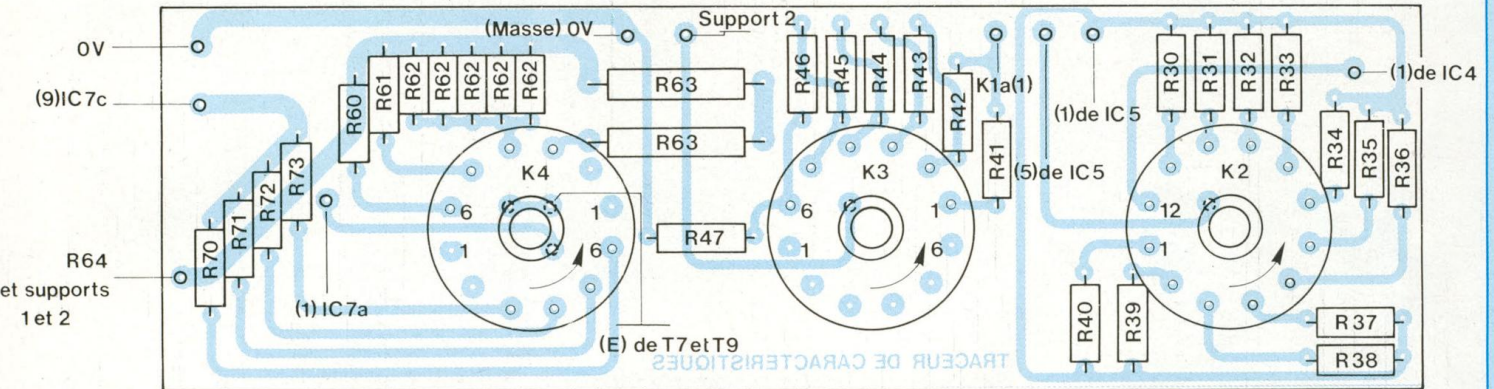 (Masse) 0V
Support 2
0V
(9)IC7c
R60
R61
R62
R62
R62
R62
R62
R63
R63
R46
R45
R44
R43
R42
K1a(1)
R41
(1)de IC5
(5)de IC5
R30
R31
R32
R33
(1)de IC4
R34
R35
R36
R70
R71
R72
R73
R64
et supports
1 et 2
(1) IC7a
K4
6
1
1
6
(E) de T7 et T9
R47
K3
6
1
1
6
K2
12
1
R40
R39
R37
R38
TRACEUR DE CARACTERISTIQUES